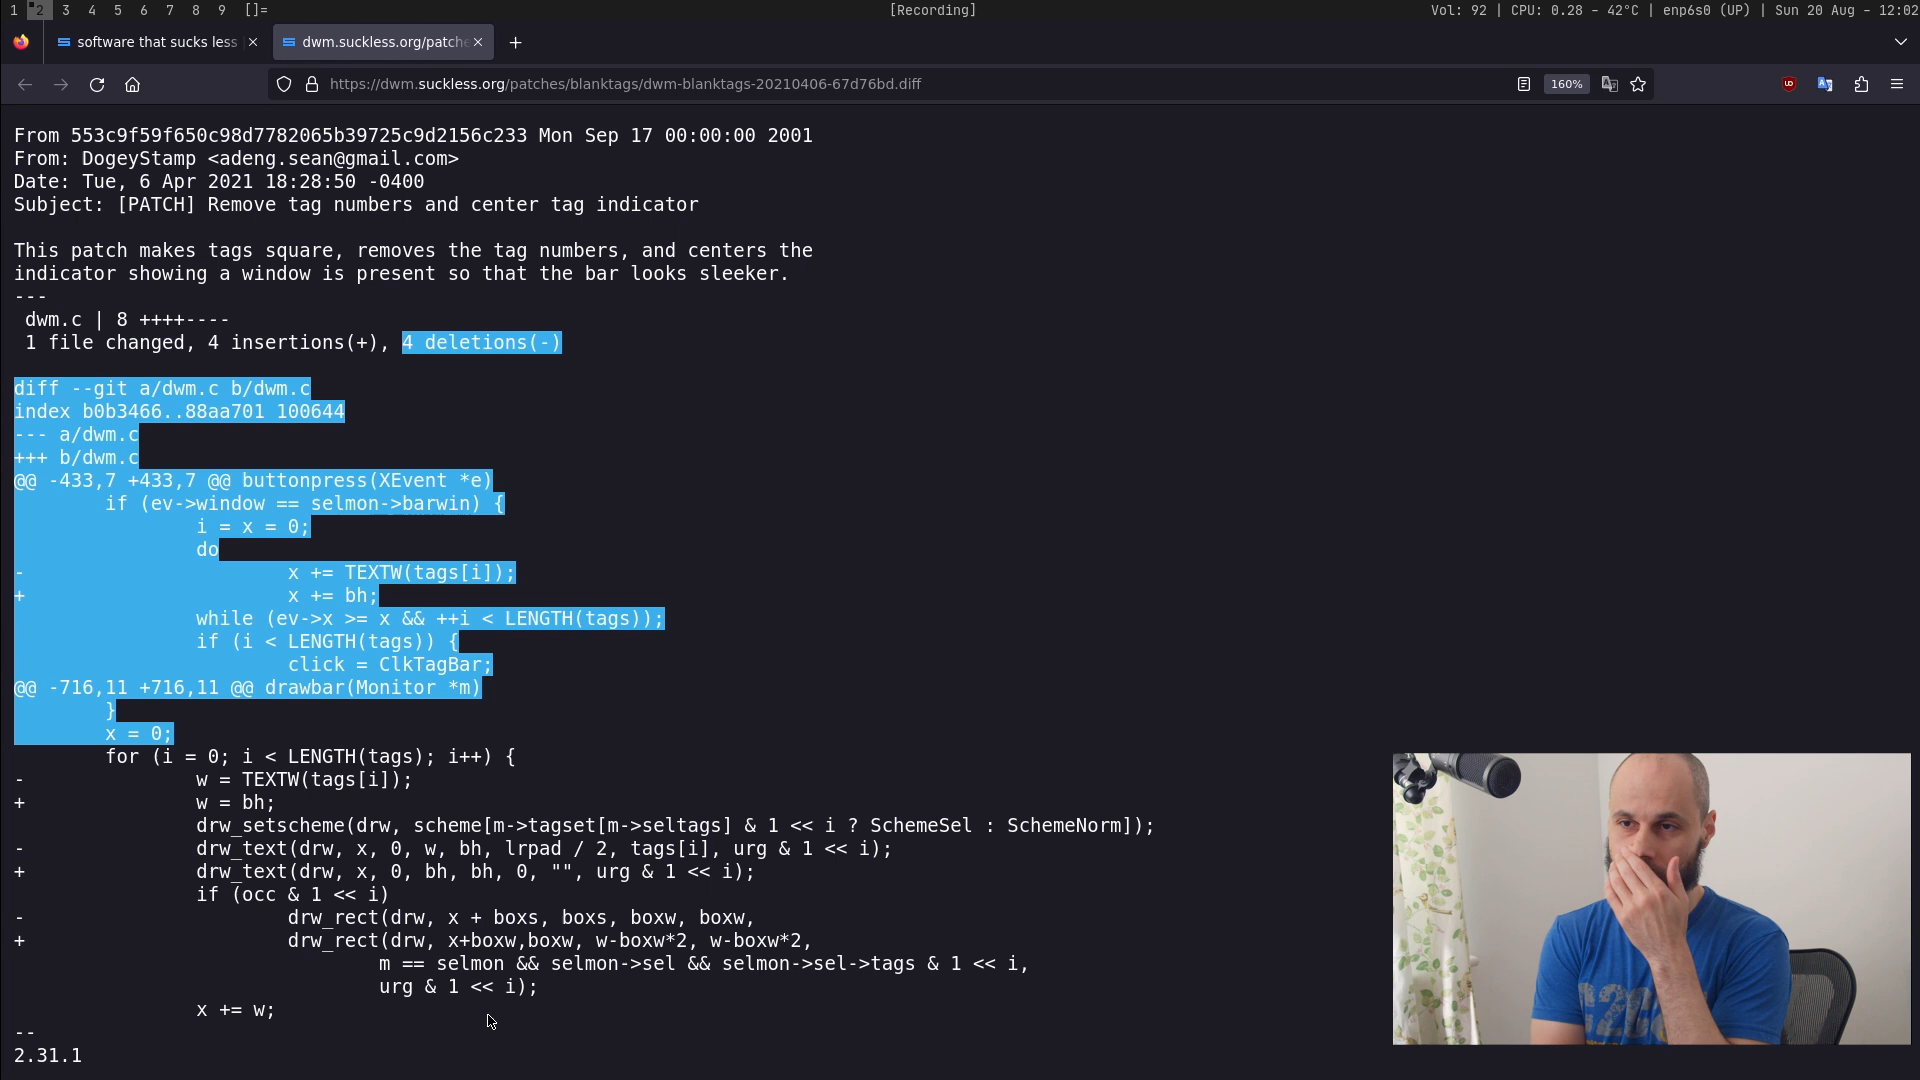 1 2 3 4 5 6 7 8 9 []= [Recording] Vol: 92 | CPU: 0.28 - 42°C | enp6s0 (UP) | Sun 20 Aug - 12:02
software that sucks less dwm.suckless.org/patche
https://dwm.suckless.org/patches/blanktags/dwm-blanktags-20210406-67d76bd.diff 160%
From 553c9f59f650c98d7782065b39725c9d2156c233 Mon Sep 17 00:00:00 2001
From: DogeyStamp <adeng.sean@gmail.com>
Date: Tue, 6 Apr 2021 18:28:50 -0400
Subject: [PATCH] Remove tag numbers and center tag indicator
This patch makes tags square, removes the tag numbers, and centers the
indicator showing a window is present so that the bar looks sleeker.
---
 dwm.c | 8 ++++----
 1 file changed, 4 insertions(+), 4 deletions(-)
diff --git a/dwm.c b/dwm.c
index b0b3466..88aa701 100644
--- a/dwm.c
+++ b/dwm.c
@@ -433,7 +433,7 @@ buttonpress(XEvent *e)
        if (ev->window == selmon->barwin) {
                i = x = 0;
                do
-                       x += TEXTW(tags[i]);
+                       x += bh;
                while (ev->x >= x && ++i < LENGTH(tags));
                if (i < LENGTH(tags)) {
                        click = ClkTagBar;
@@ -716,11 +716,11 @@ drawbar(Monitor *m)
        }
        x = 0;
        for (i = 0; i < LENGTH(tags); i++) {
-               w = TEXTW(tags[i]);
+               w = bh;
                drw_setscheme(drw, scheme[m->tagset[m->seltags] & 1 << i ? SchemeSel : SchemeNorm]);
-               drw_text(drw, x, 0, w, bh, lrpad / 2, tags[i], urg & 1 << i);
+               drw_text(drw, x, 0, bh, bh, 0, "", urg & 1 << i);
                if (occ & 1 << i)
-                       drw_rect(drw, x + boxs, boxs, boxw, boxw,
+                       drw_rect(drw, x+boxw,boxw, w-boxw*2, w-boxw*2,
                                m == selmon && selmon->sel && selmon->sel->tags & 1 << i,
                                urg & 1 << i);
                x += w;
--
2.31.1